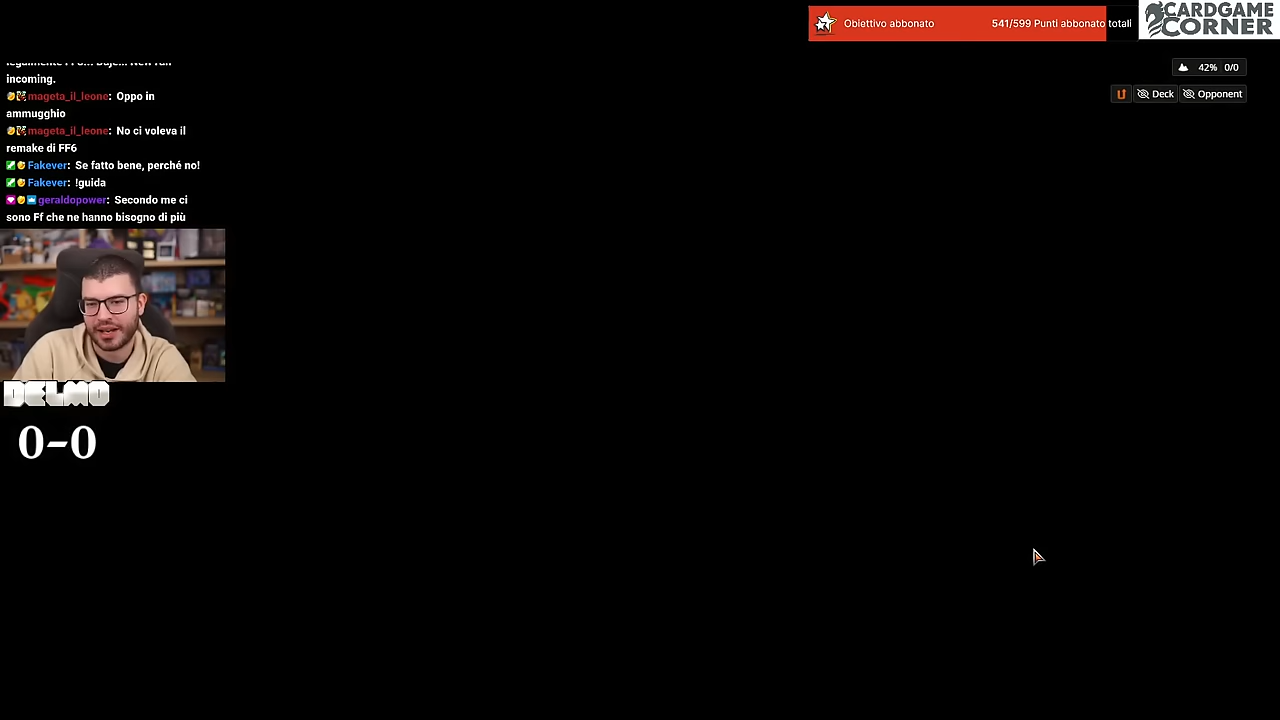 Obiettivo abbonato 541/599 Punti abbonato totali
CARDGAME
CORNER
incoming.
mageta_il_leone: Oppo in
ammugghio
mageta_il_leone: No ci voleva il
remake di FF6
Fakever: Se fatto bene, perché no!
Fakever: !guida
geraldopower: Secondo me ci
sono Ff che ne hanno bisogno di più
42% 0/0
Deck Opponent
DELMO
0-0